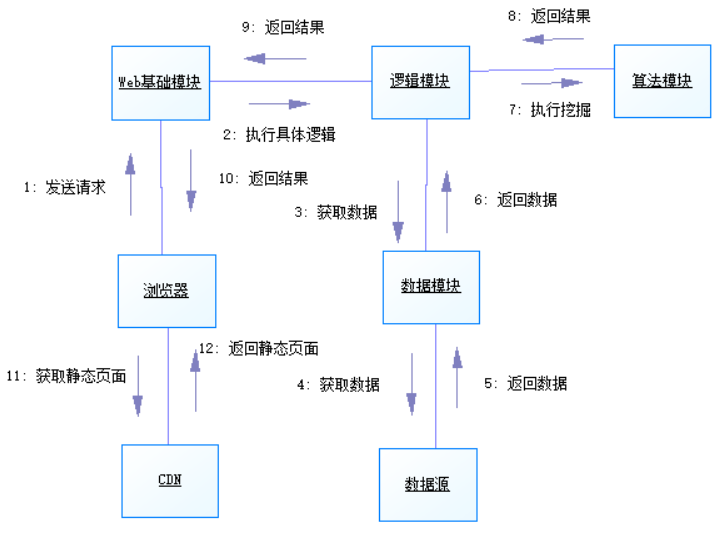 8: 返回结果
9: 返回结果
Web基础模块
逻辑模块
算法模块
7: 执行挖掘
2: 执行具体逻辑
10: 返回结果
1: 发送请求
6: 返回数据
3: 获取数据
浏览器
数据模块
12: 返回静态页面
11: 获取静态页面
4: 获取数据
5: 返回数据
CDN
数据源